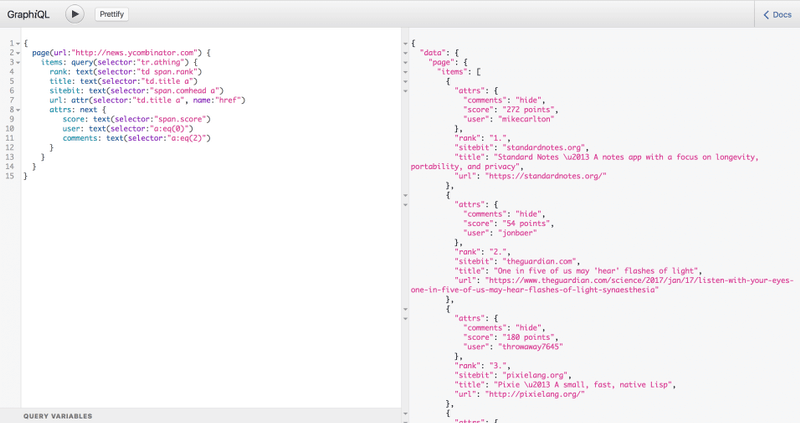 GraphiQL
Prettify
Docs
1 {
2 page(url:"http://news.ycombinator.com") {
3 items: query(selector:"tr.athing") {
4 rank: text(selector:"td span.rank")
5 title: text(selector:"td.title a")
6 sitebit: text(selector:"span.comhead a")
7 url: attr(selector:"td.title a", name:"href")
8 attrs: next {
9 score: text(selector:"span.score")
10 user: text(selector:"a:eq(0)")
11 comments: text(selector:"a:eq(2)")
12 }
13 }
14 }
15 }
QUERY VARIABLES
{
"data": {
"page": {
"items": [
{
"attrs": {
"comments": "hide",
"score": "272 points",
"user": "mikecarlton"
},
"rank": "1.",
"sitebit": "standardnotes.org",
"title": "Standard Notes \u2013 A notes app with a focus on longevity,
portability, and privacy",
"url": "https://standardnotes.org/"
},
{
"attrs": {
"comments": "hide",
"score": "54 points",
"user": "jonbaer"
},
"rank": "2.",
"sitebit": "theguardian.com",
"title": "One in five of us may 'hear' flashes of light",
"url": "https://www.theguardian.com/science/2017/jan/17/listen-with-your-eyes-
one-in-five-of-us-may-hear-flashes-of-light-synaesthesia"
},
{
"attrs": {
"comments": "hide",
"score": "180 points",
"user": "throwaway7645"
},
"rank": "3.",
"sitebit": "pixielang.org",
"title": "Pixie \u2013 A small, fast, native Lisp",
"url": "http://pixielang.org/"
},
{
"attrs": {